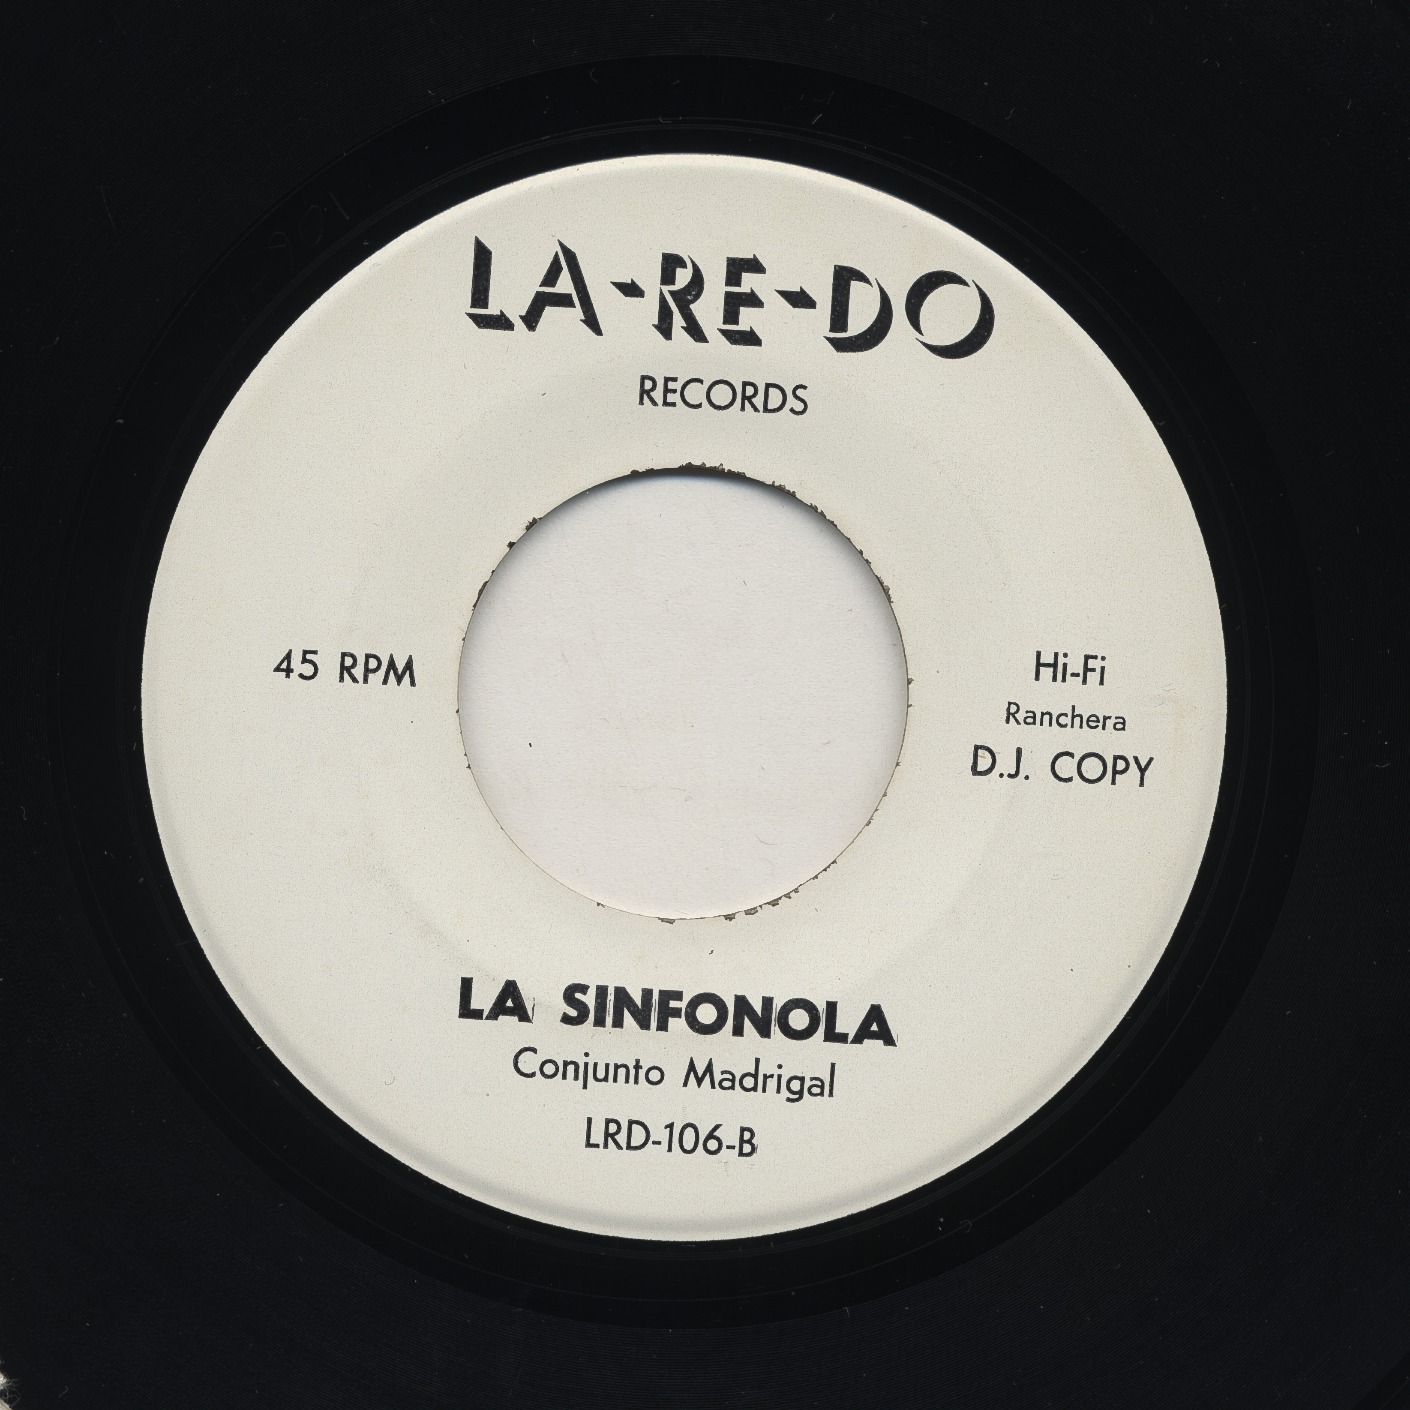 LA-RE-DO
RECORDS
45 RPM
Hi-Fi
Ranchera
D.J. COPY
LA SINFONOLA
Conjunto Madrigal
LRD-106-B